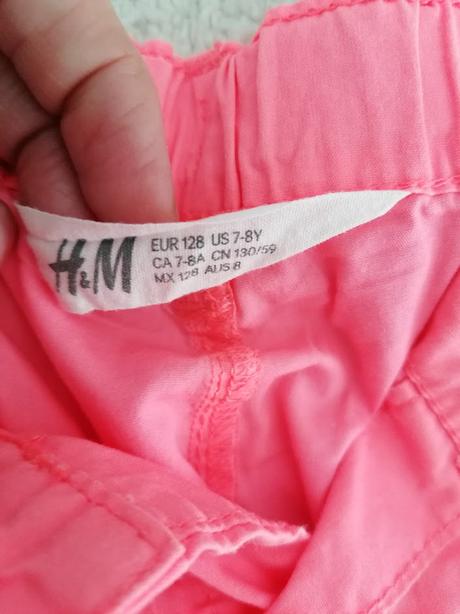 H&M
EUR 128 US 7-8Y
CA 7-8A CN 130/59
MX 128 AUS 8